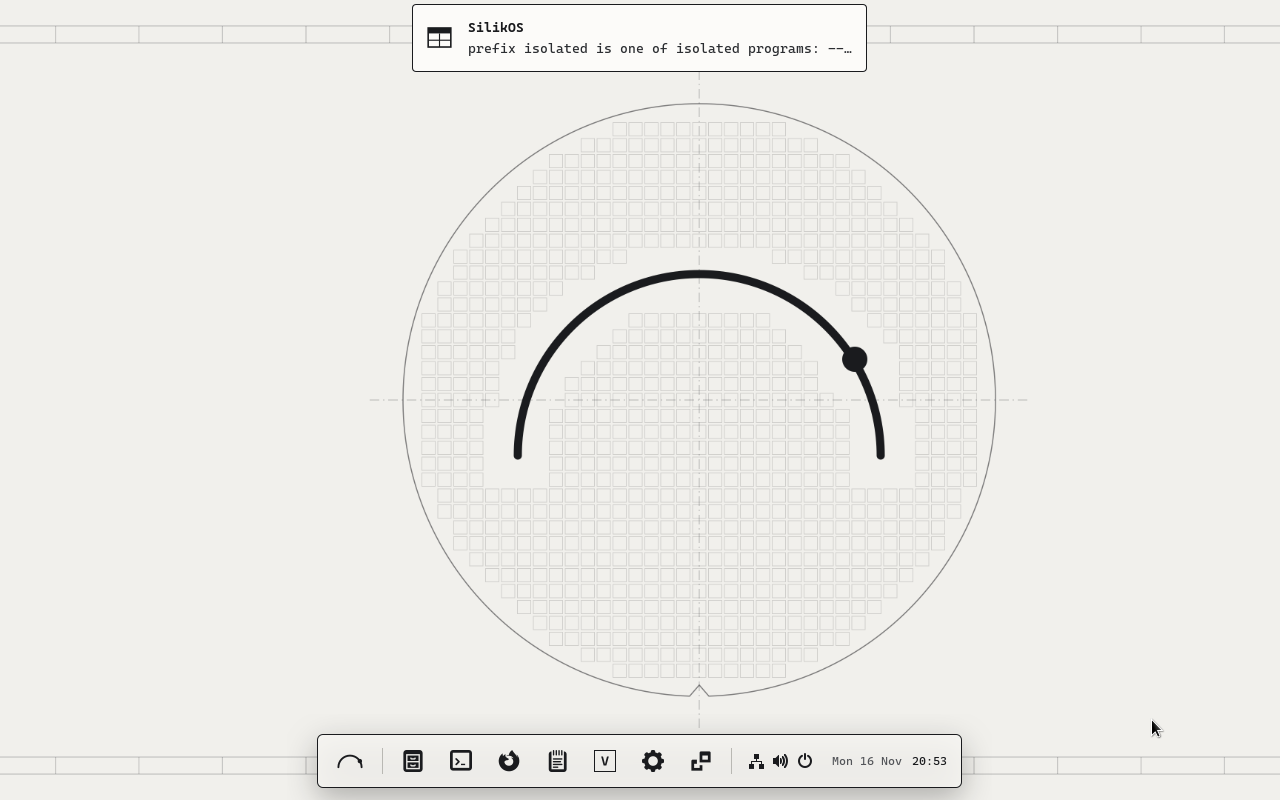 SilikOS
prefix isolated is one of isolated programs: --…
V
Mon 16 Nov 20:53